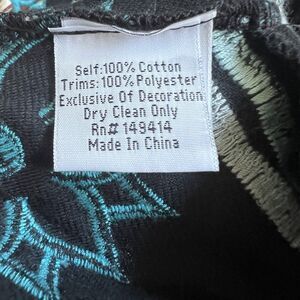 Self:100% Cotton
Trims:100% Polyester
Exclusive Of Decoration
Dry Clean Only
Rn# 149414
Made In China